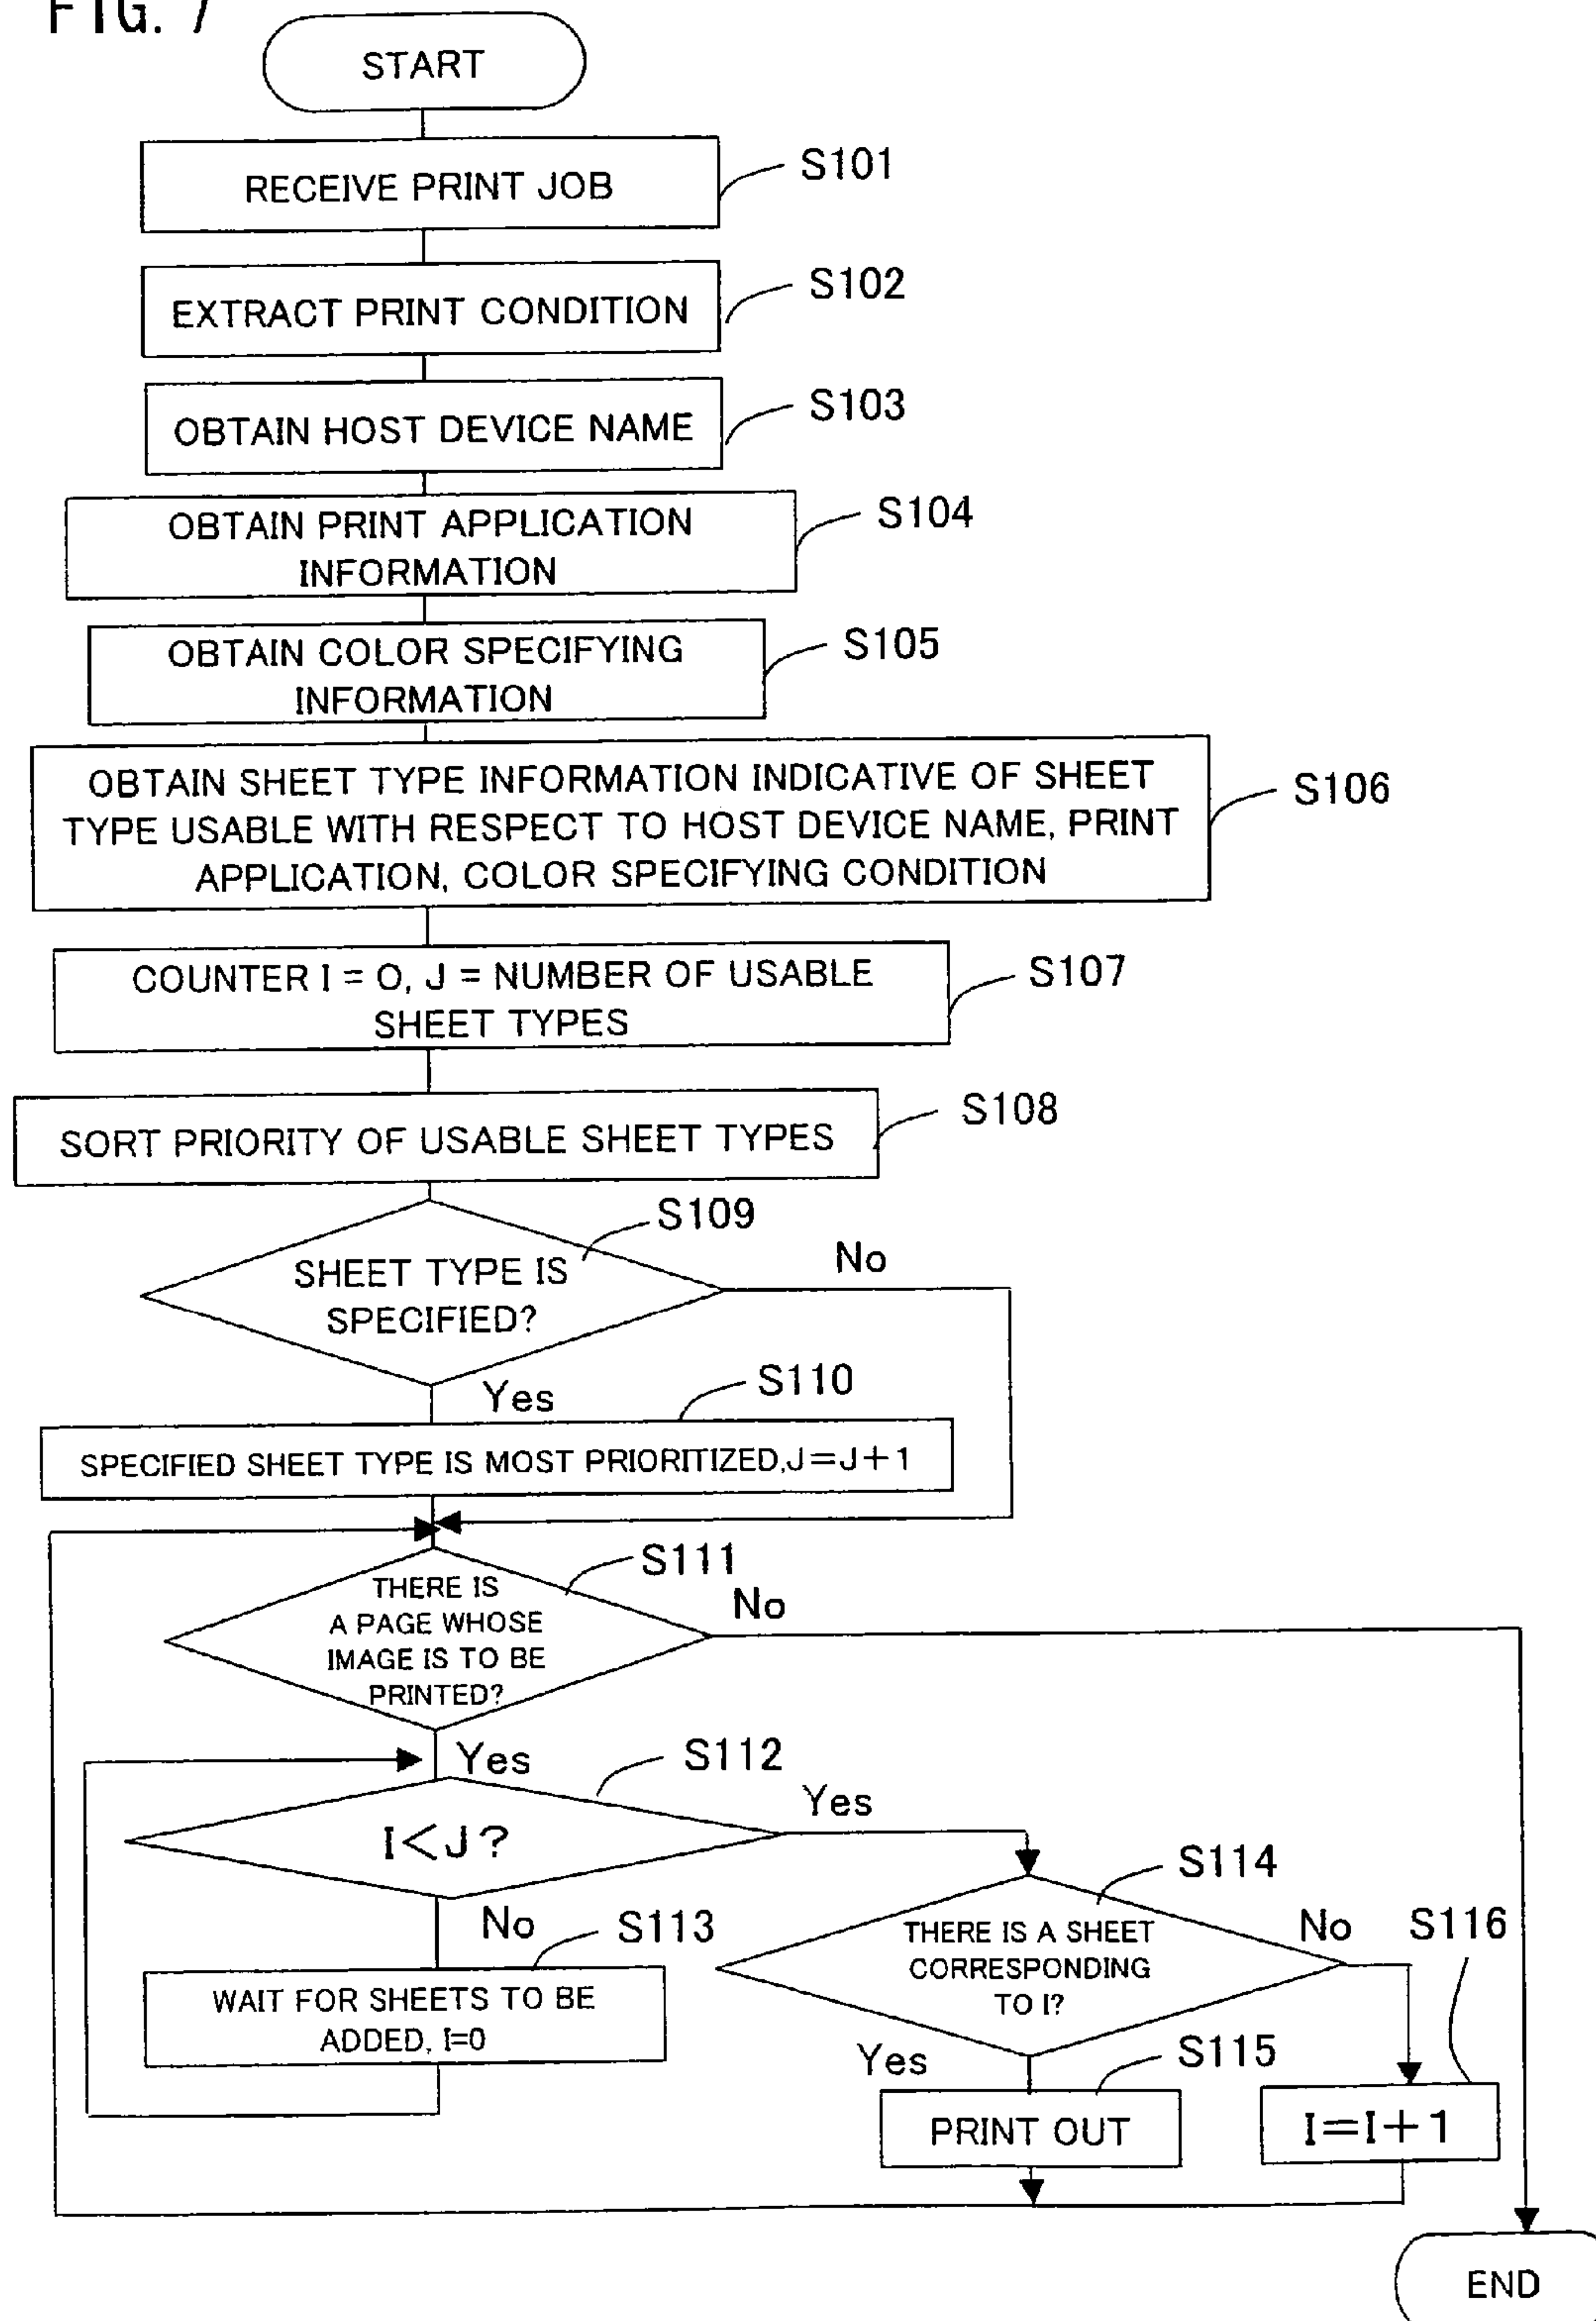 FIG. 7
START
RECEIVE PRINT JOB
S101
EXTRACT PRINT CONDITION
S102
OBTAIN HOST DEVICE NAME
S103
OBTAIN PRINT APPLICATION
INFORMATION
S104
OBTAIN COLOR SPECIFYING
INFORMATION
S105
OBTAIN SHEET TYPE INFORMATION INDICATIVE OF SHEET
TYPE USABLE WITH RESPECT TO HOST DEVICE NAME, PRINT
APPLICATION, COLOR SPECIFYING CONDITION
S106
COUNTER I = 0, J = NUMBER OF USABLE
SHEET TYPES
S107
SORT PRIORITY OF USABLE SHEET TYPES
S108
S109
SHEET TYPE IS
SPECIFIED?
No
Yes
S110
SPECIFIED SHEET TYPE IS MOST PRIORITIZED,J=J+1
S111
THERE IS
A PAGE WHOSE
IMAGE IS TO BE
PRINTED?
No
Yes
S112
I<J?
Yes
No
S113
WAIT FOR SHEETS TO BE
ADDED, I=0
S114
THERE IS A SHEET
CORRESPONDING
TO I?
No
S116
Yes
S115
PRINT OUT
I=I+1
END